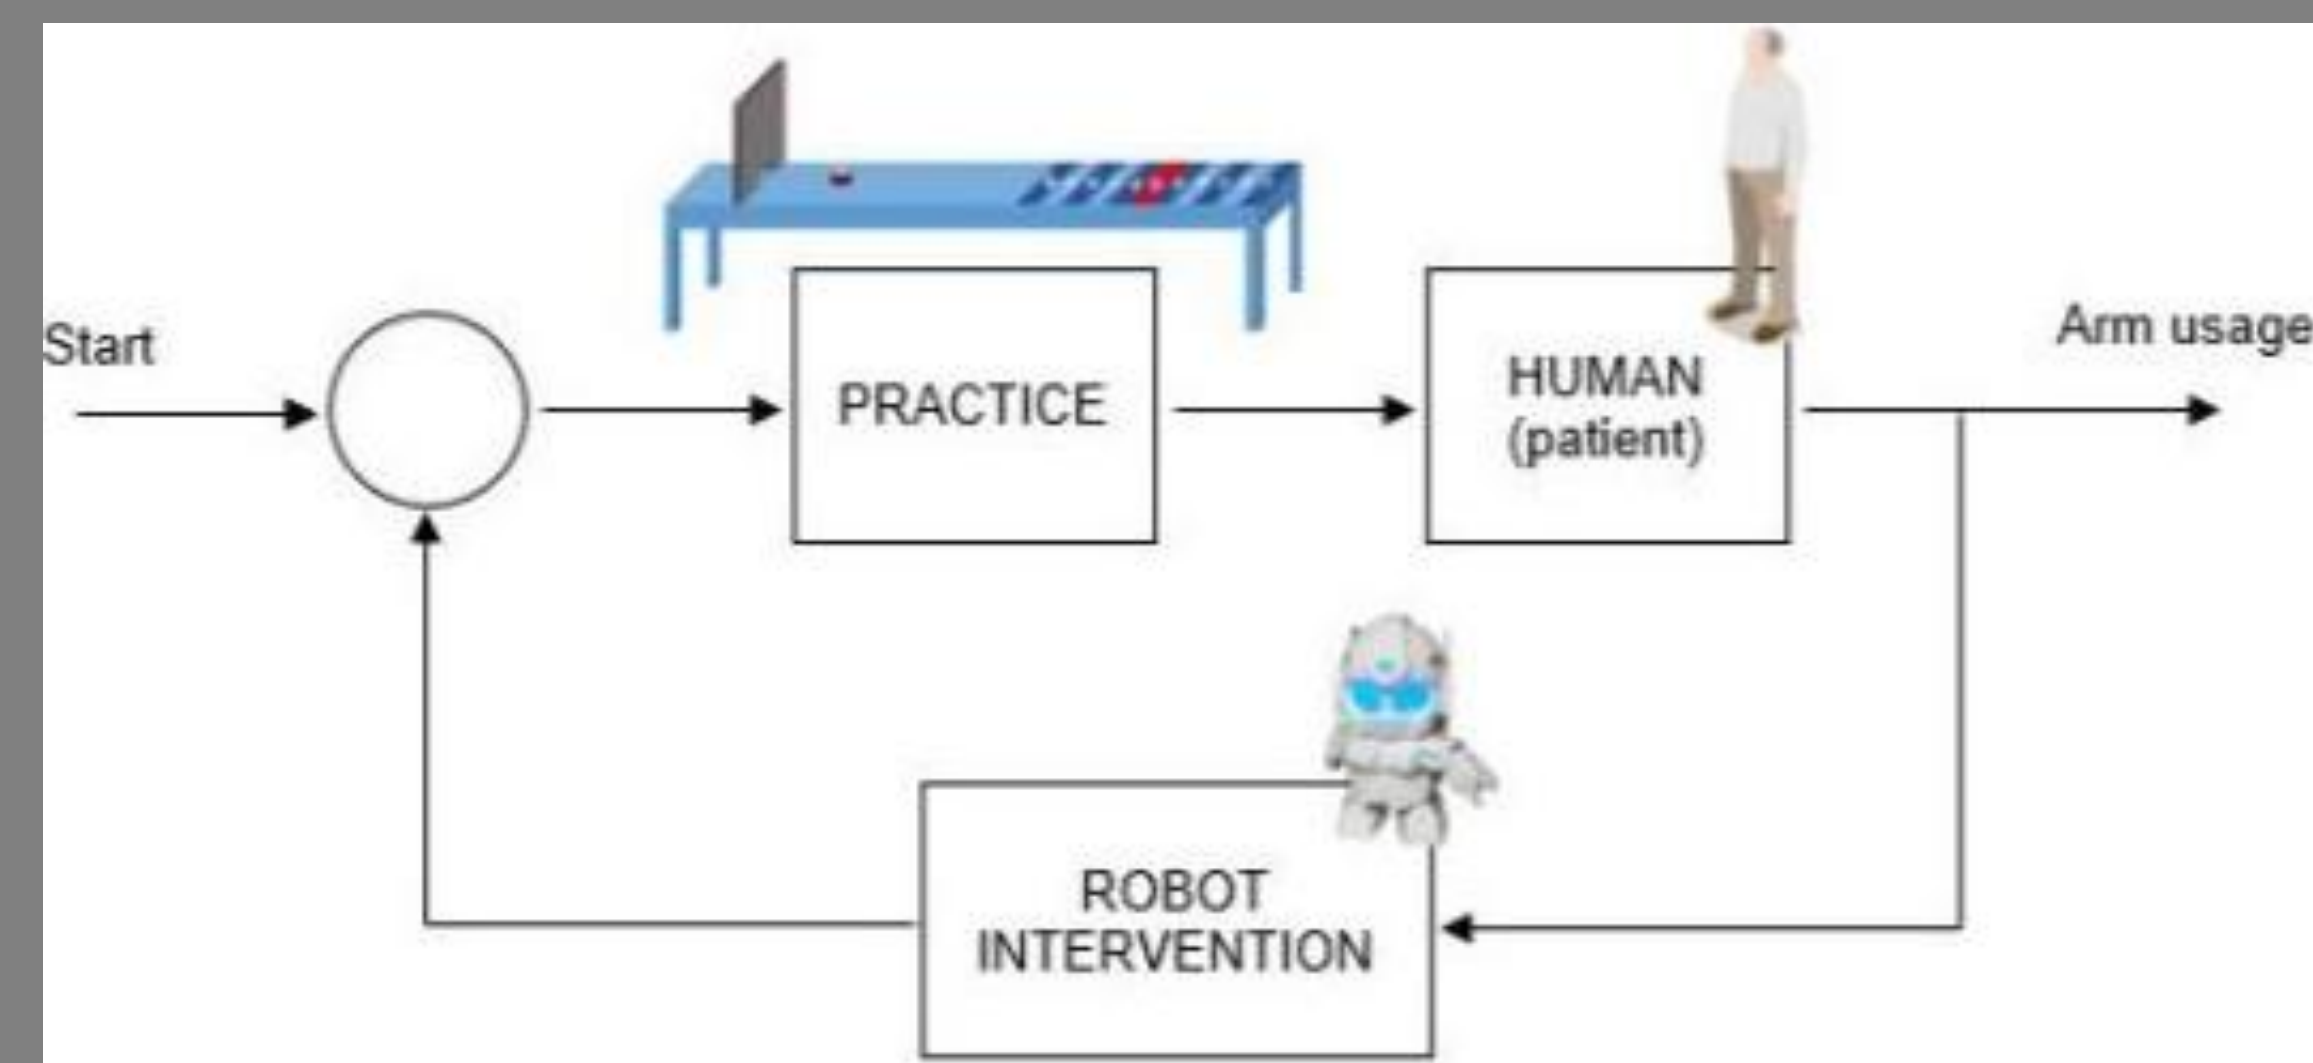 Start
PRACTICE
HUMAN
(patient)
Arm usage
ROBOT
INTERVENTION